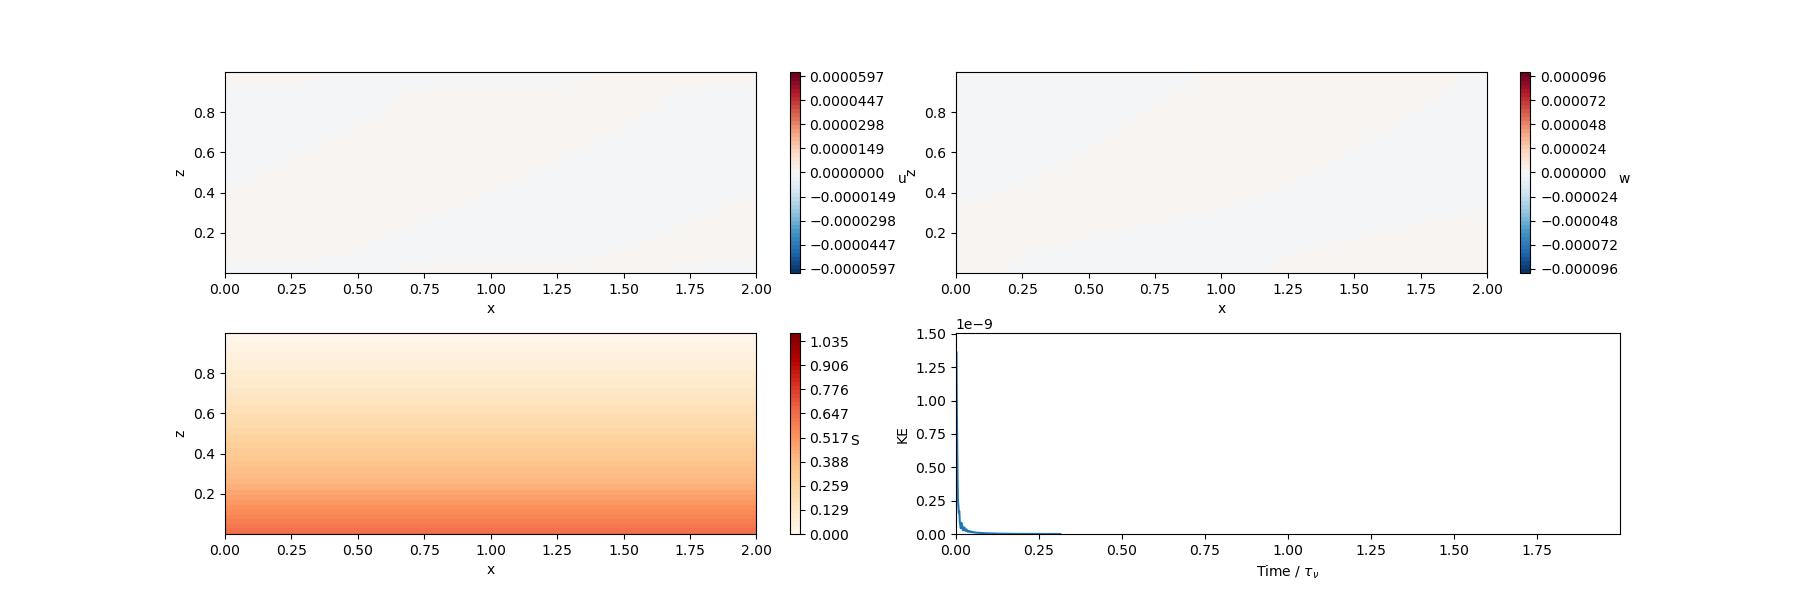 0.8
0.6
0.4
0.2
z
0.00 0.25 0.50 0.75 1.00 1.25 1.50 1.75 2.00
x
0.0000597
0.0000447
0.0000298
0.0000149
0.0000000
−0.0000149
−0.0000298
−0.0000447
−0.0000597
u
0.8
0.6
0.4
0.2
z
0.00 0.25 0.50 0.75 1.00 1.25 1.50 1.75 2.00
x
0.000096
0.000072
0.000048
0.000024
0.000000
−0.000024
−0.000048
−0.000072
−0.000096
w
0.8
0.6
0.4
0.2
z
0.00 0.25 0.50 0.75 1.00 1.25 1.50 1.75 2.00
x
1.035
0.906
0.776
0.647
0.517
0.388
0.259
0.129
0.000
S
1e−9
1.50
1.25
1.00
0.75
0.50
0.25
0.00
KE
0.00 0.25 0.50 0.75 1.00 1.25 1.50 1.75
Time / τν